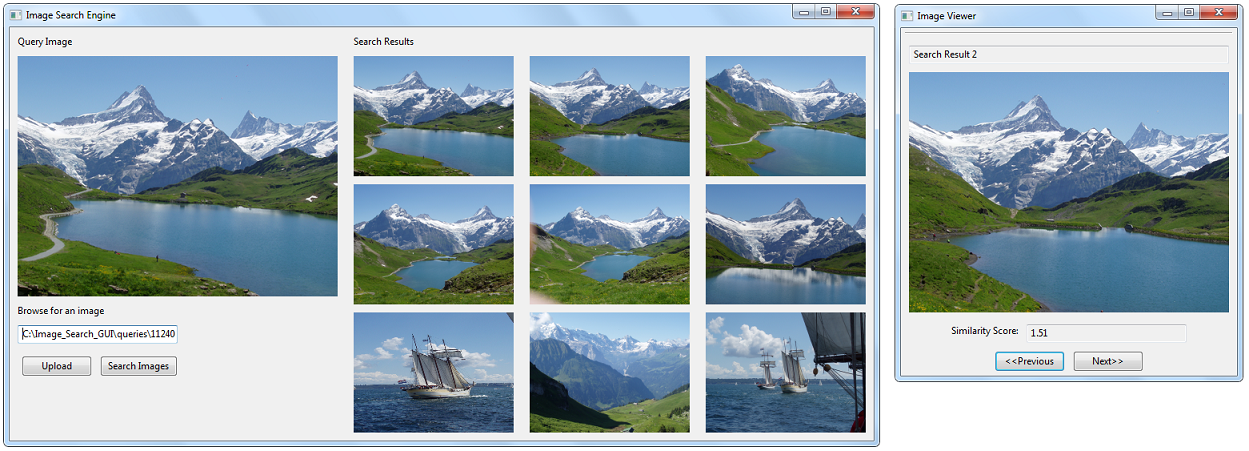 Image Search Engine
Query Image
Search Results
Browse for an image
C:\Image_Search_GUI\queries\11240
Upload
Search Images
Image Viewer
Search Result 2
Similarity Score:
1.51
<<Previous
Next>>